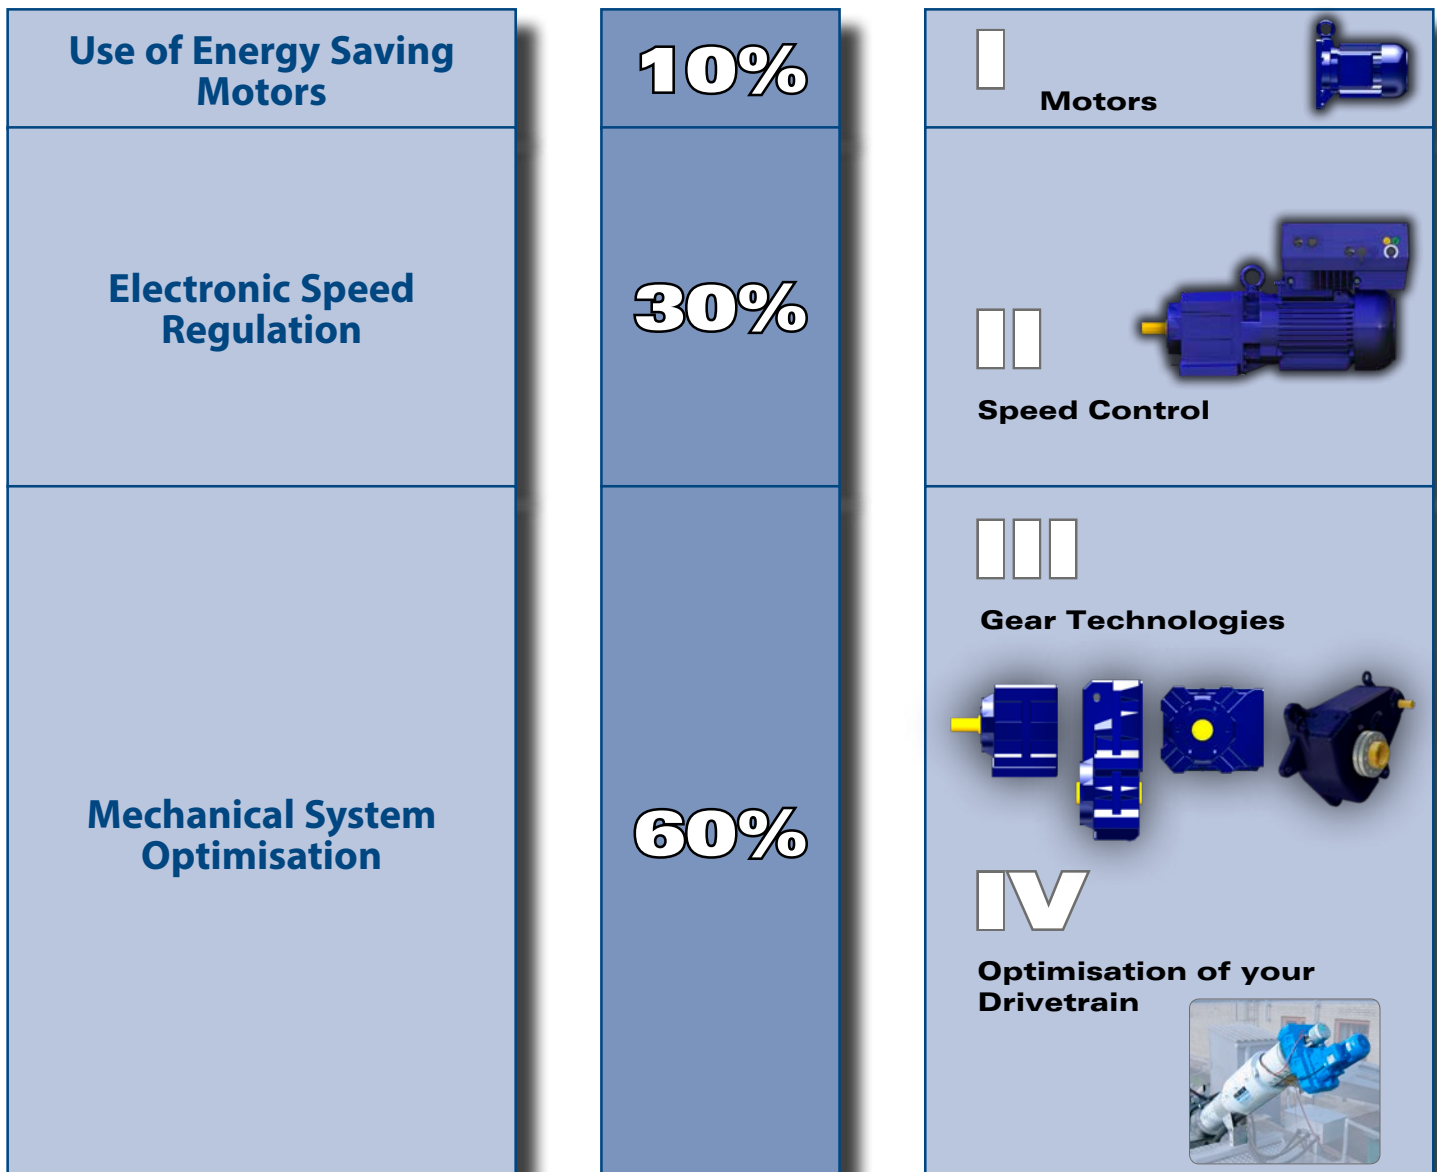 Use of Energy Saving
Motors
10%
I
Motors
Electronic Speed
Regulation
30%
II
Speed Control
Mechanical System
Optimisation
60%
III
Gear Technologies
IV
Optimisation of your
Drivetrain